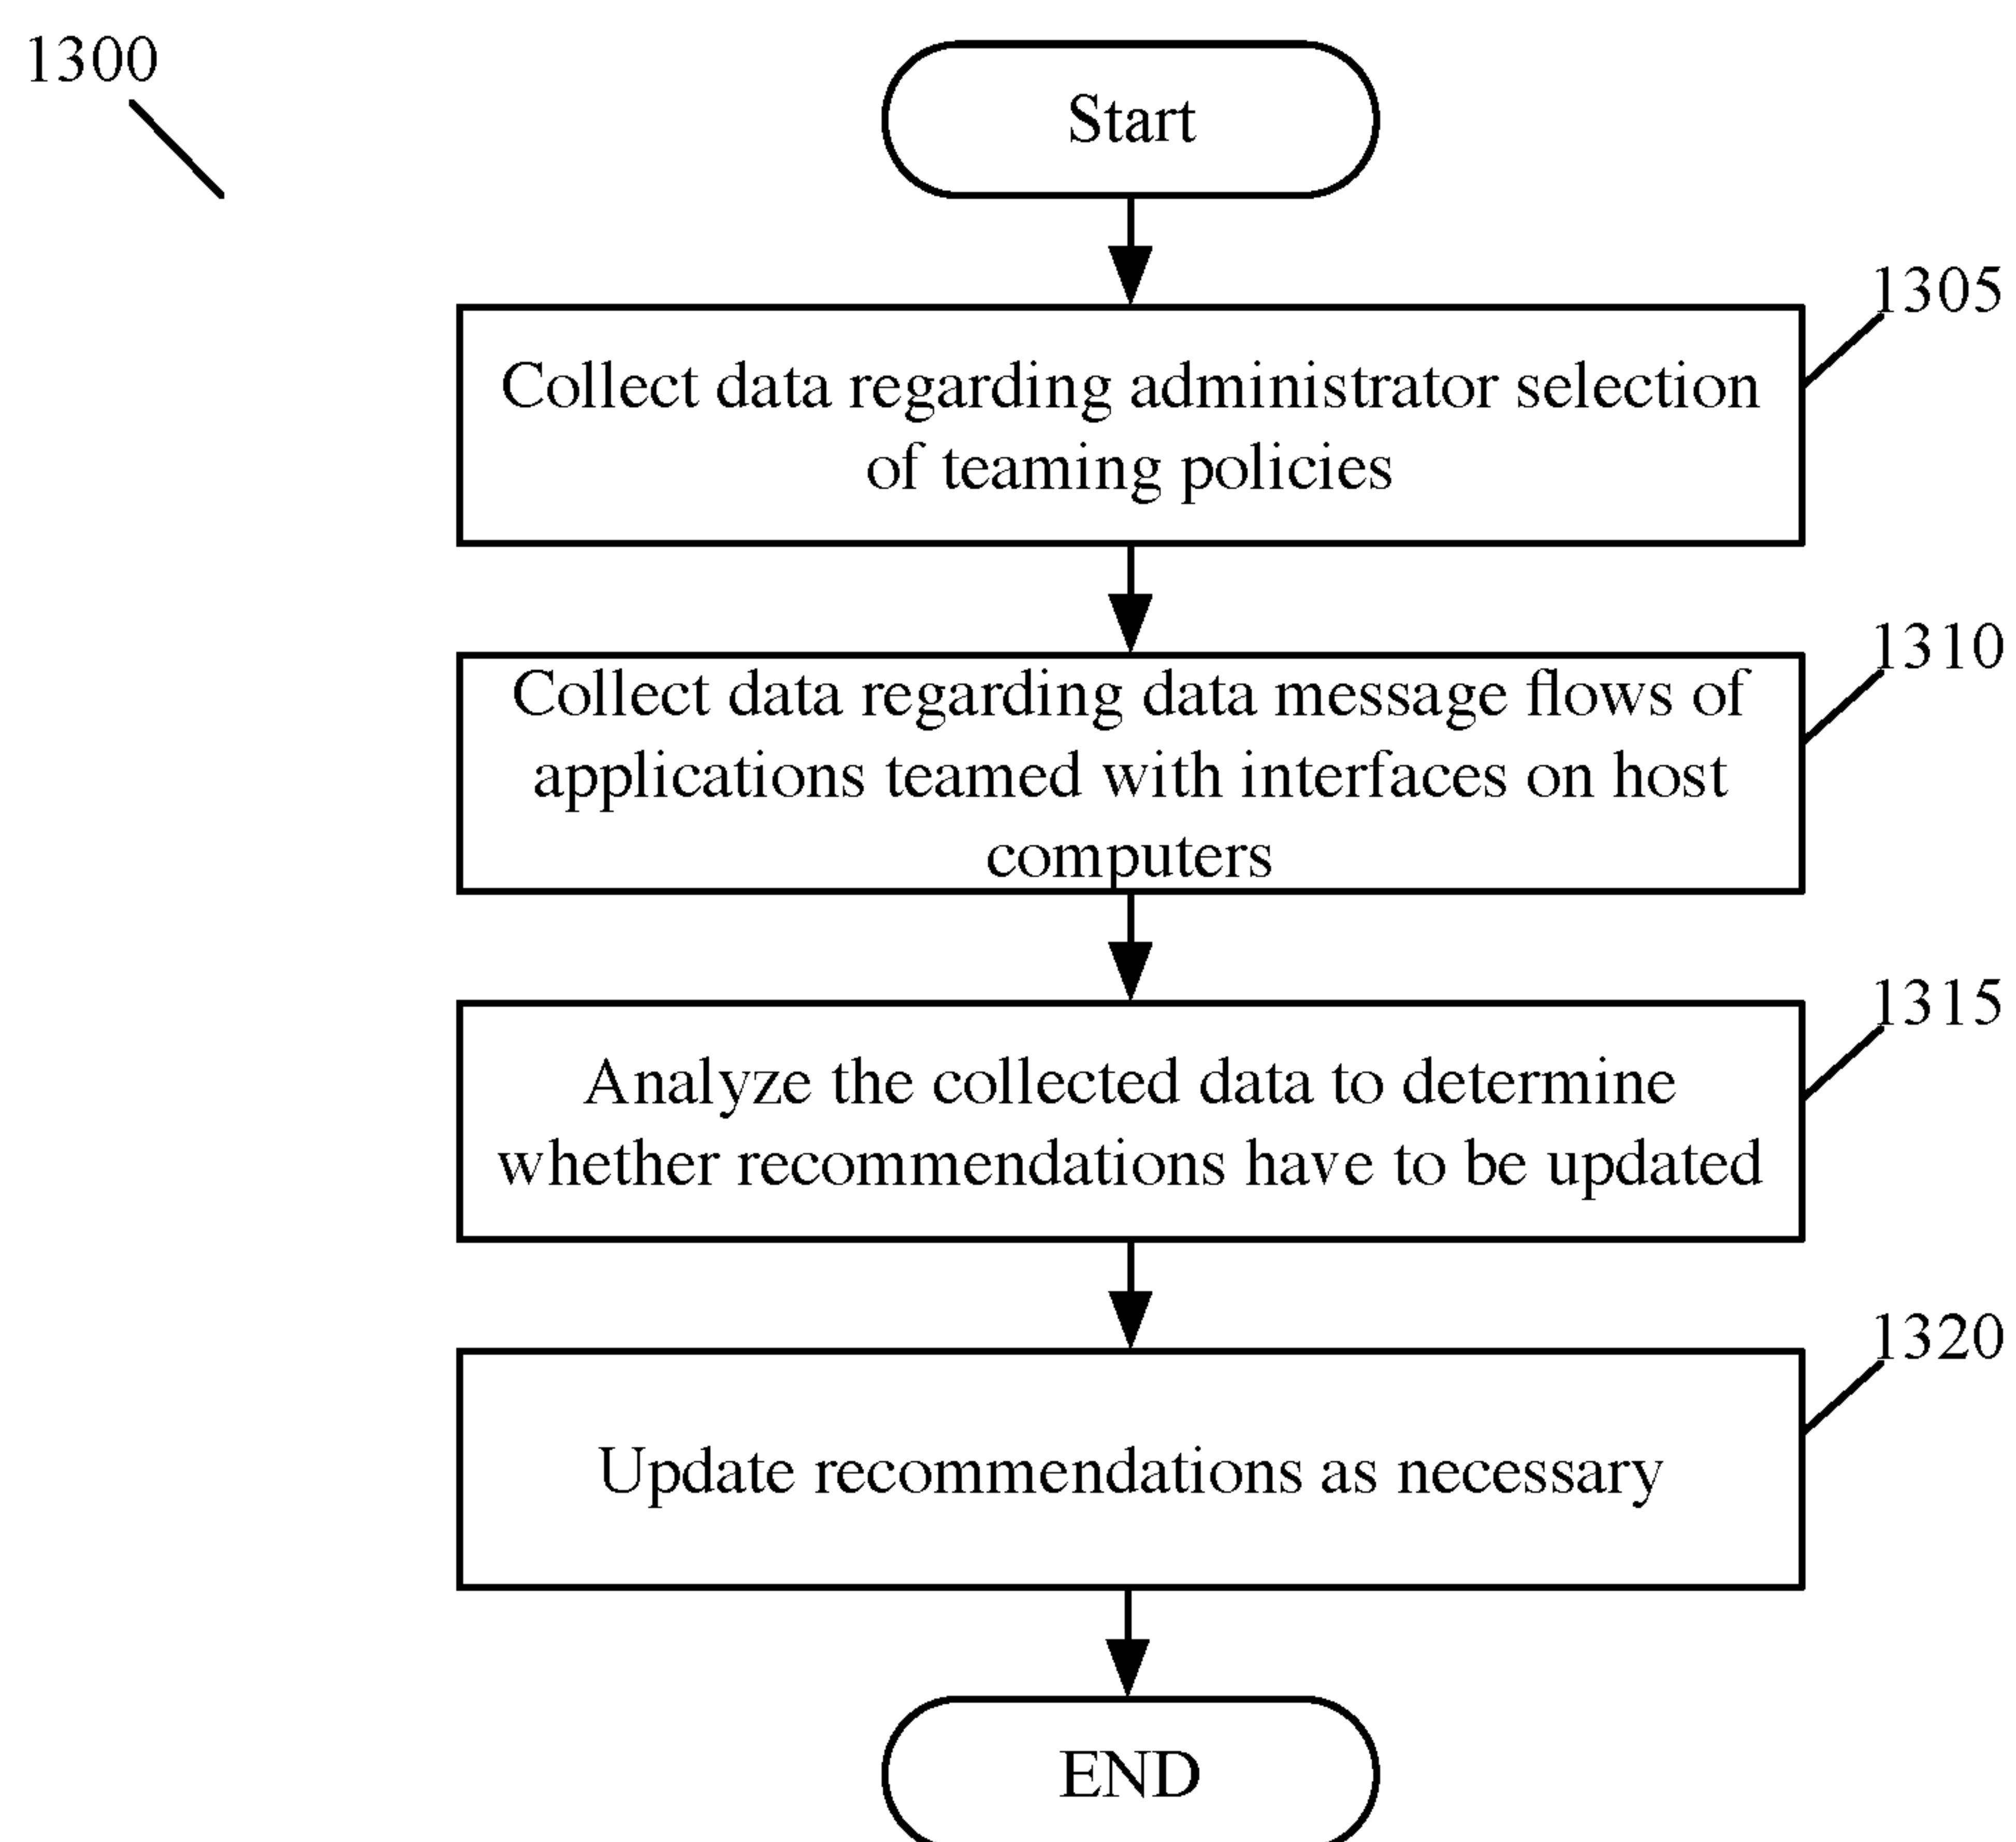 1300
Start
1305
Collect data regarding administrator selection
of teaming policies
1310
Collect data regarding data message flows of
applications teamed with interfaces on host
computers
1315
Analyze the collected data to determine
whether recommendations have to be updated
1320
Update recommendations as necessary
END